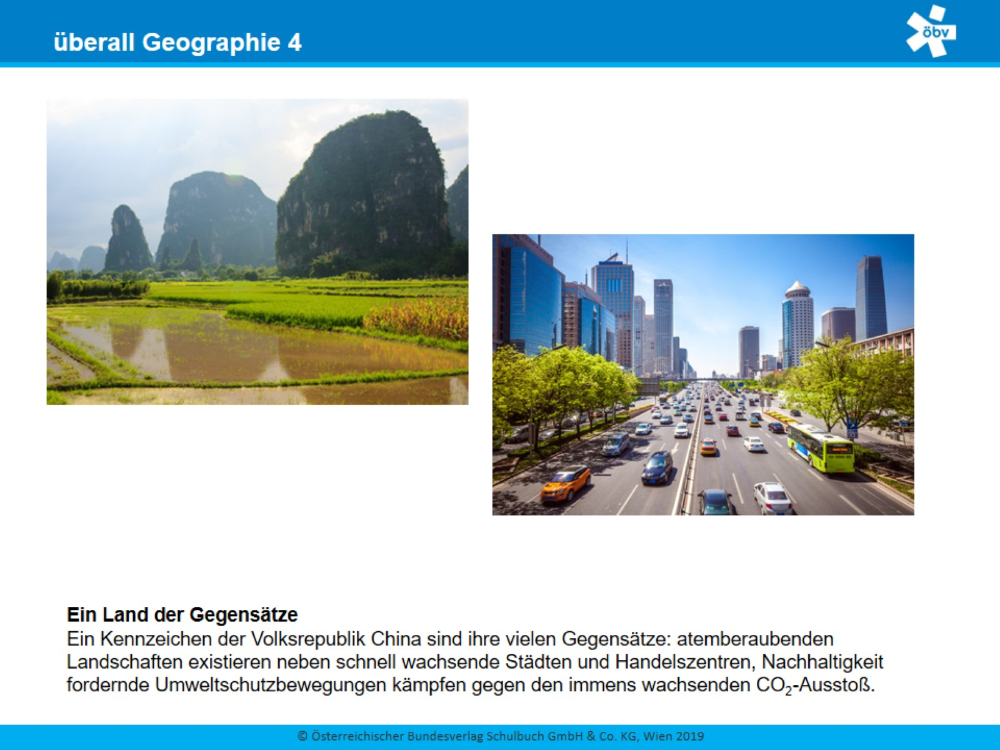 überall Geographie 4
öbv
Ein Land der Gegensätze
Ein Kennzeichen der Volksrepublik China sind ihre vielen Gegensätze: atemberaubenden
Landschaften existieren neben schnell wachsende Städten und Handelszentren, Nachhaltigkeit
fordernde Umweltschutzbewegungen kämpfen gegen den immens wachsenden CO₂-Ausstoß.
© Österreichischer Bundesverlag Schulbuch GmbH & Co. KG, Wien 2019